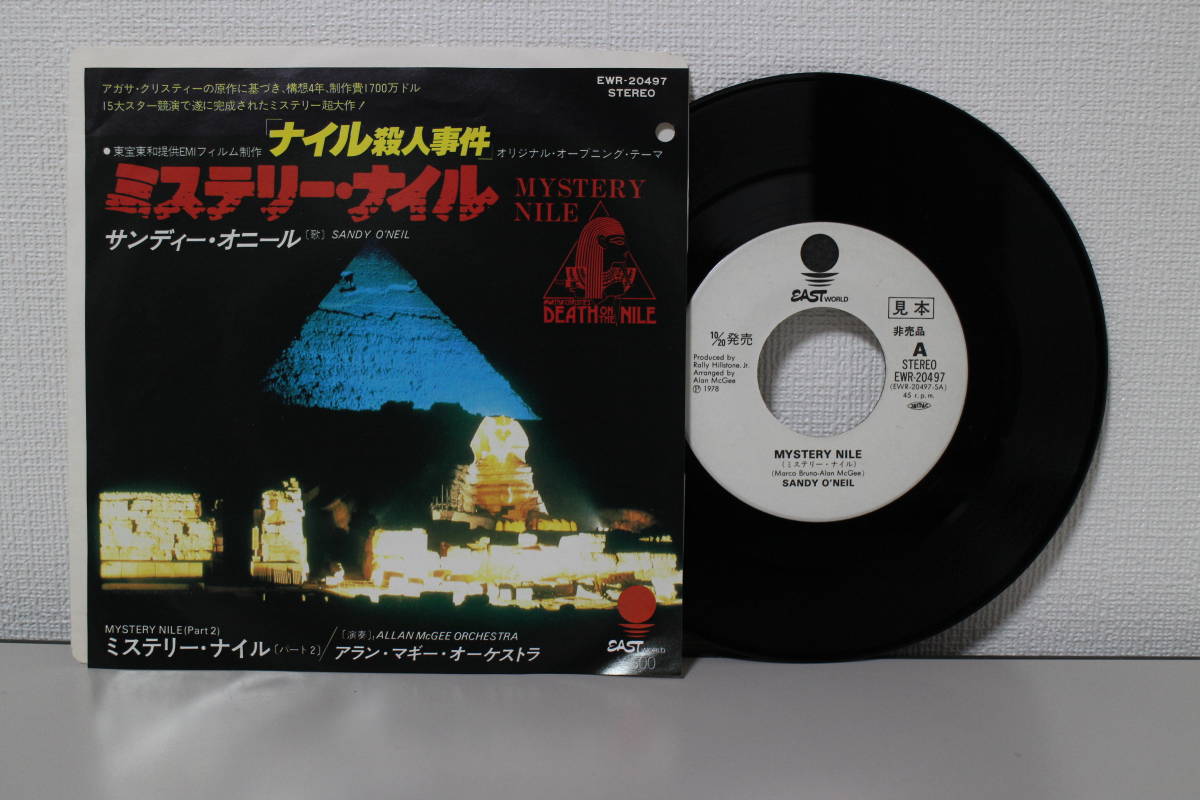 アガサ・クリスティーの原作に基づき、構想4年、制作費1700万ドル
15大スター競演で遂に完成されたミステリー超大作！
EWR-20497
STEREO
●東宝東和提供EMIフィルム制作「ナイル殺人事件」オリジナル・オープニング・テーマ
ミステリー・ナイル
MYSTERY
NILE
サンディー・オニール〔歌〕SANDY O'NEIL
AGATHA CHRISTIE'S
DEATH ON THE NILE
MYSTERY NILE (Part 2)
ミステリー・ナイル〔パート2〕
〔演奏〕ALLAN McGEE ORCHESTRA
アラン・マギー・オーケストラ
EAST WORLD
EAST WORLD
見本
非売品
A
STEREO
EWR-20497
(EWR-20497-SA)
45 r.p.m.
10/20発売
Produced by
Rally Hillstone, Jr.
Arranged by
Alan McGee
Ⓟ 1978
MYSTERY NILE
(ミステリー・ナイル)
(Marco Bruno-Alan McGee)
SANDY O'NEIL